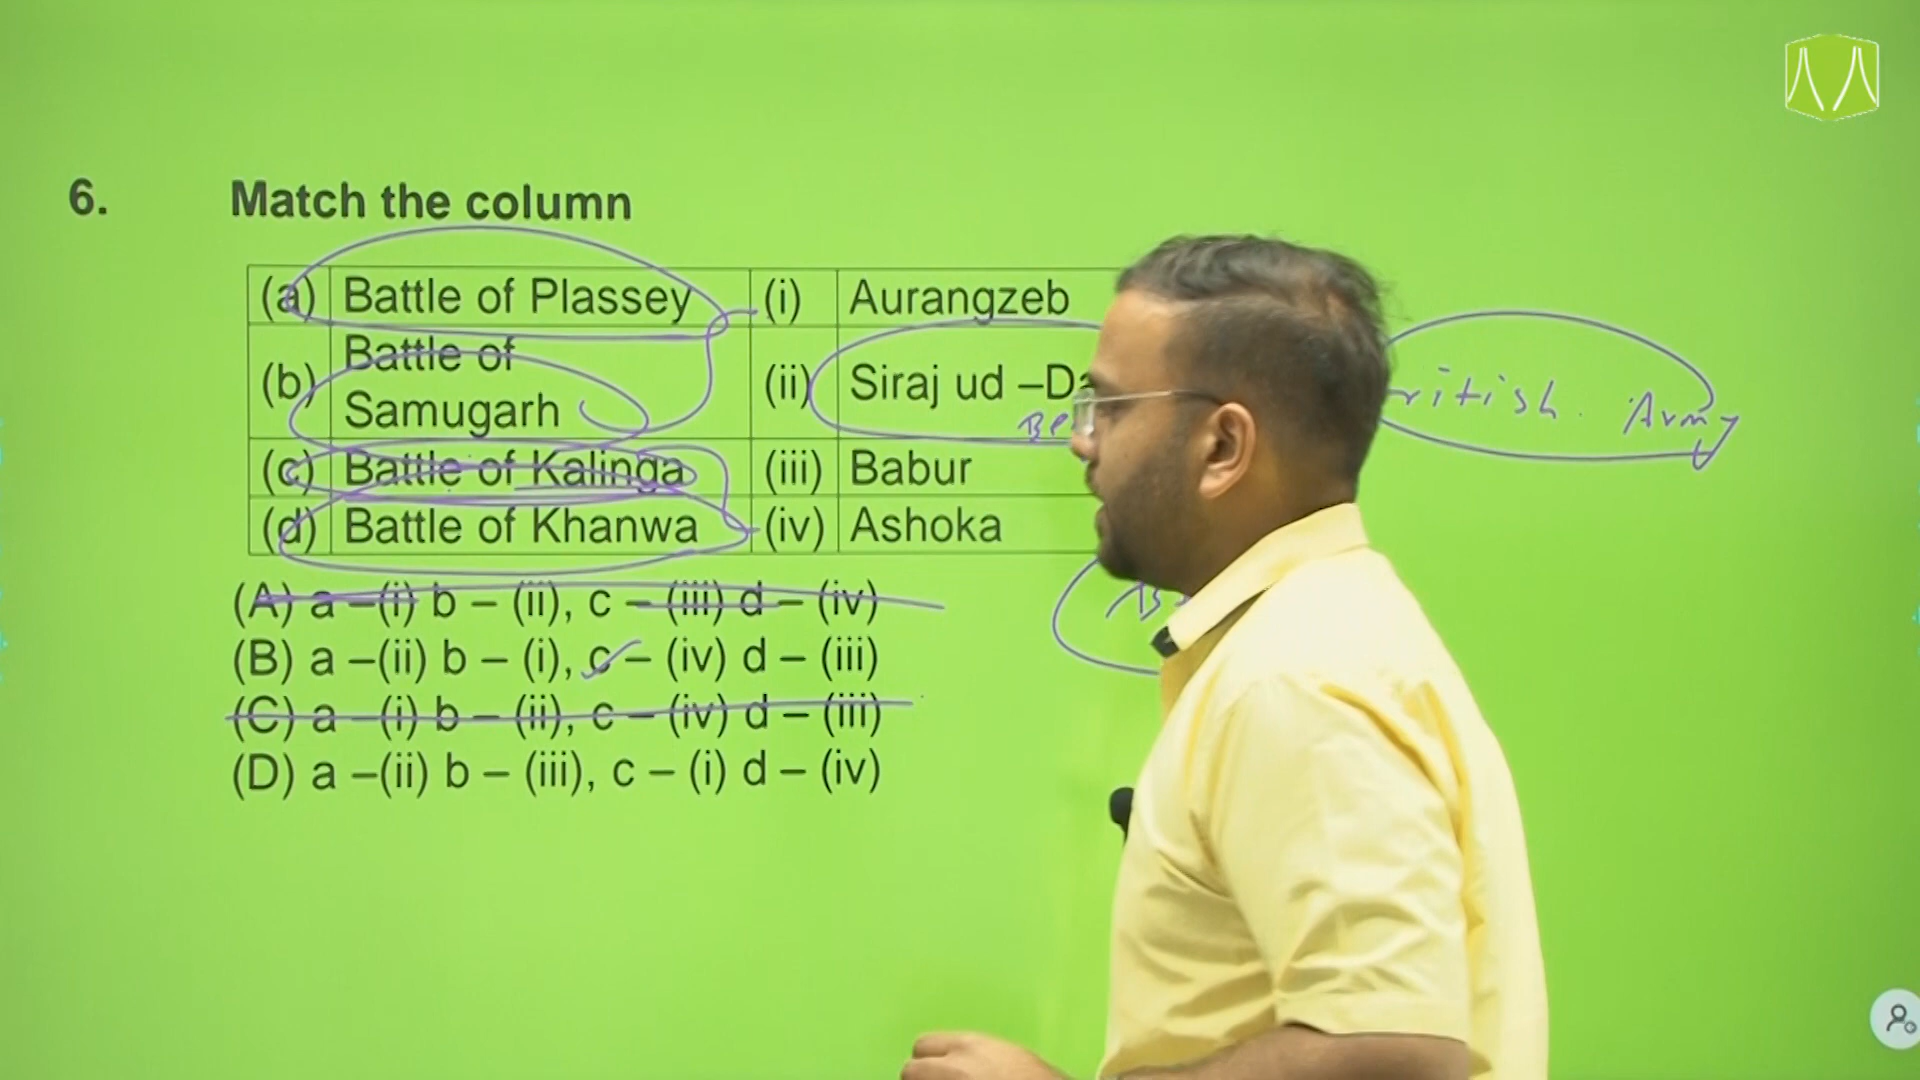 6. Match the column
(a) Battle of Plassey (i) Aurangzeb
(b) Battle of Samugarh (ii) Siraj ud –Da
(c) Battle of Kalinga (iii) Babur
(d) Battle of Khanwa (iv) Ashoka
ritish. Army
(A) a –(i) b – (ii), c – (iii) d – (iv)
(B) a –(ii) b – (i), c – (iv) d – (iii)
(C) a –(i) b – (ii), c – (iv) d – (iii)
(D) a –(ii) b – (iii), c – (i) d – (iv)